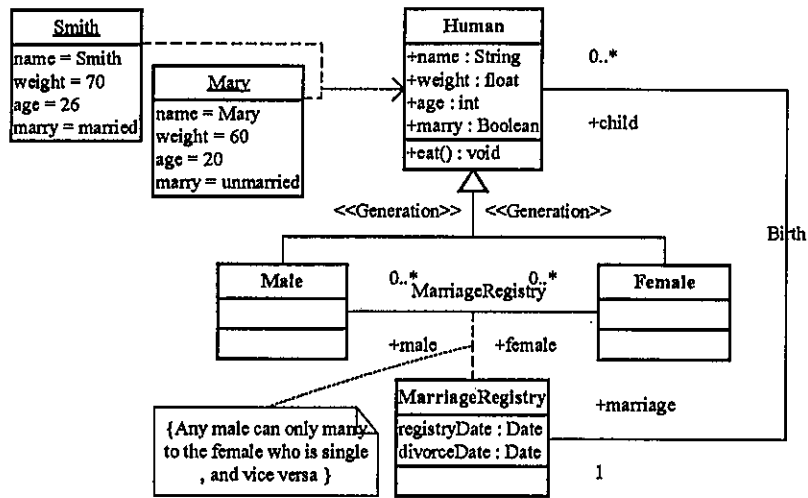 Smith
name = Smith
weight = 70
age = 26
marry = married
Mary
name = Mary
weight = 60
age = 20
marry = unmarried
Human
+name : String
+weight : float
+age : int
+marry : Boolean
+eat() : void
0..*
+child
<<Generation>>
<<Generation>>
Birth
Male
0..*
0..*
MarriageRegistry
Female
+male
+female
{Any male can only marry
to the female who is single
, and vice versa }
MarriageRegistry
registryDate : Date
divorceDate : Date
+marriage
1